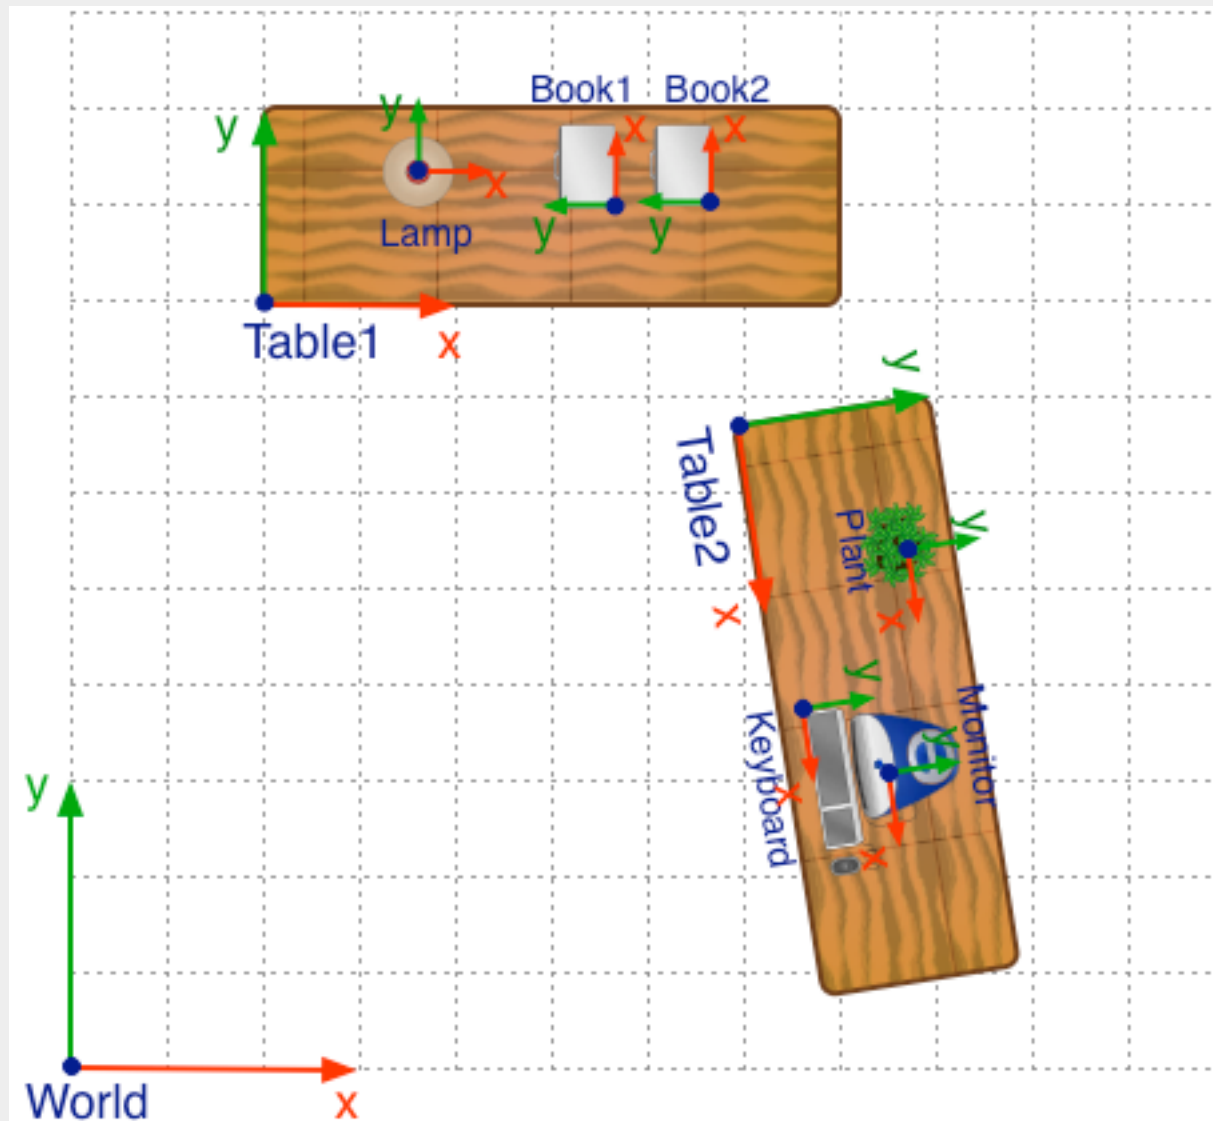 Book1 Book2
y
y
x
x
x
Lamp
y
y
Table1
x
y
Table2
Plant
y
x
x
y
Keyboard
Monitor
y
x
x
y
World
x